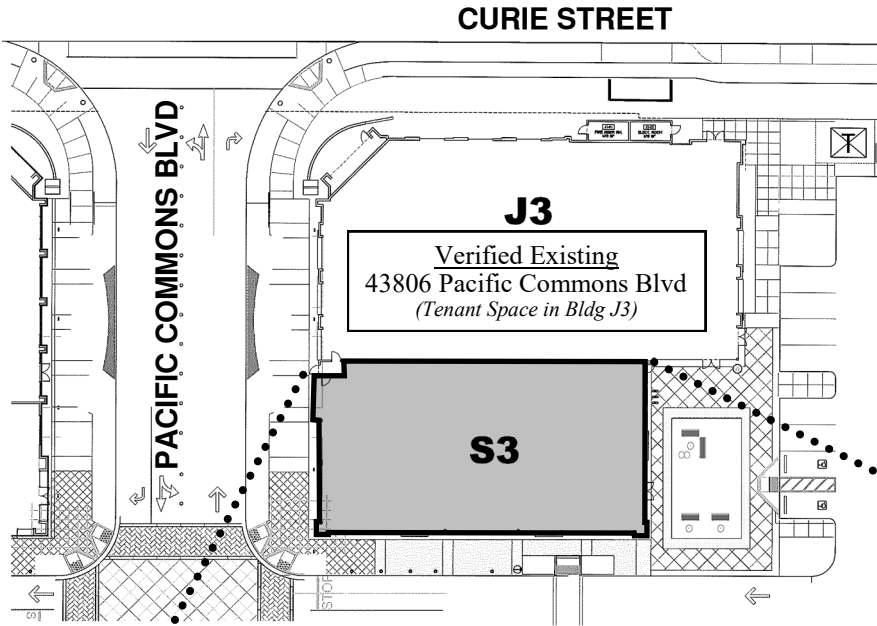 CURIE STREET
PACIFIC COMMONS BLVD
J3
Verified Existing
43806 Pacific Commons Blvd
(Tenant Space in Bldg J3)
S3
T
STOP